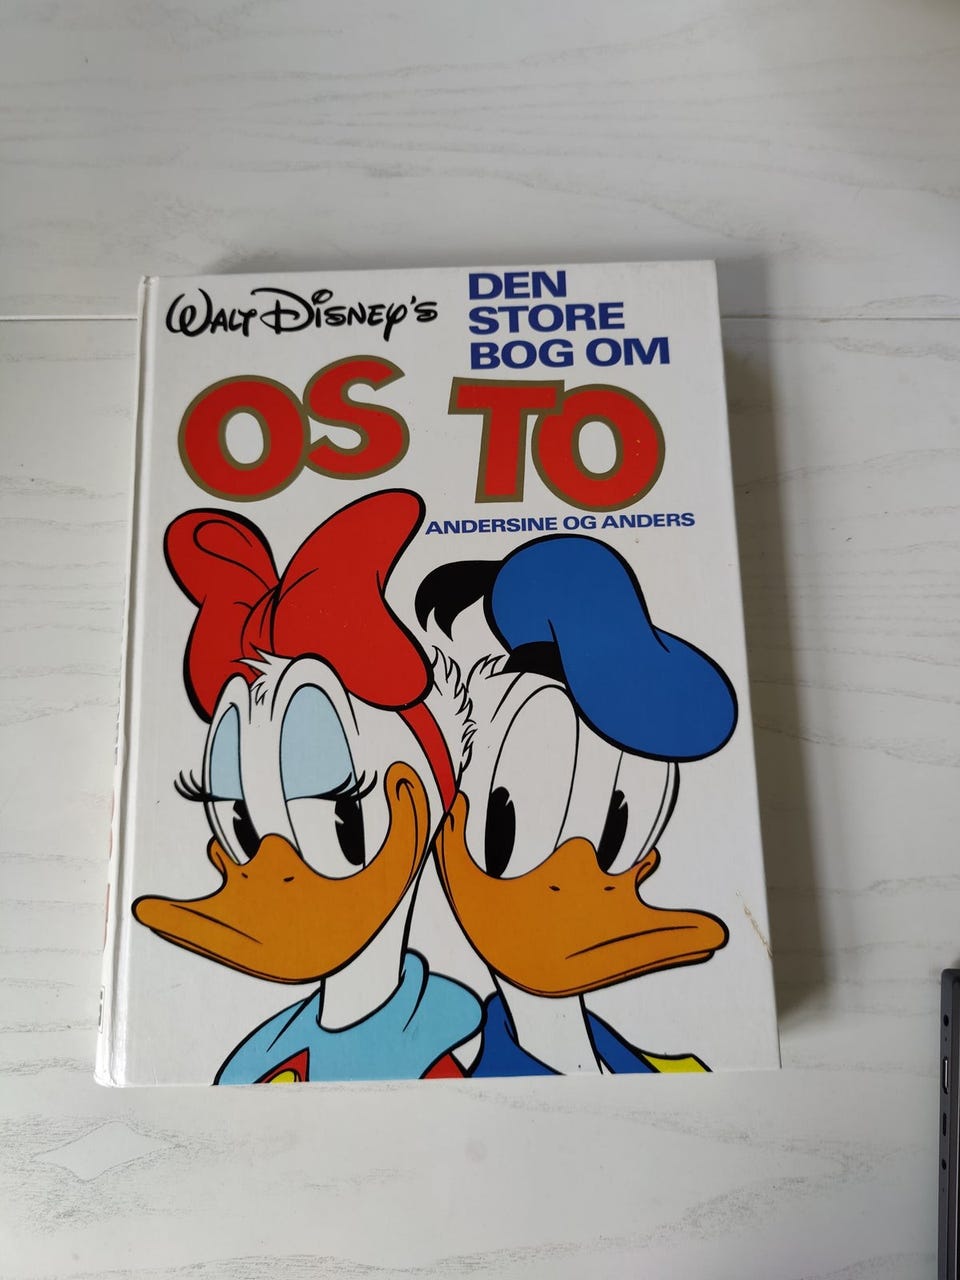 WALT DISNEY'S
DEN
STORE
BOG OM
OS TO
ANDERSINE OG ANDERS